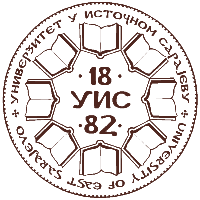 УНИВЕРЗИТЕТ У ИСТОЧНОМ САРАЈЕВУ
UNIVERSITY OF EAST SARAJEVO
18
УИС
82.